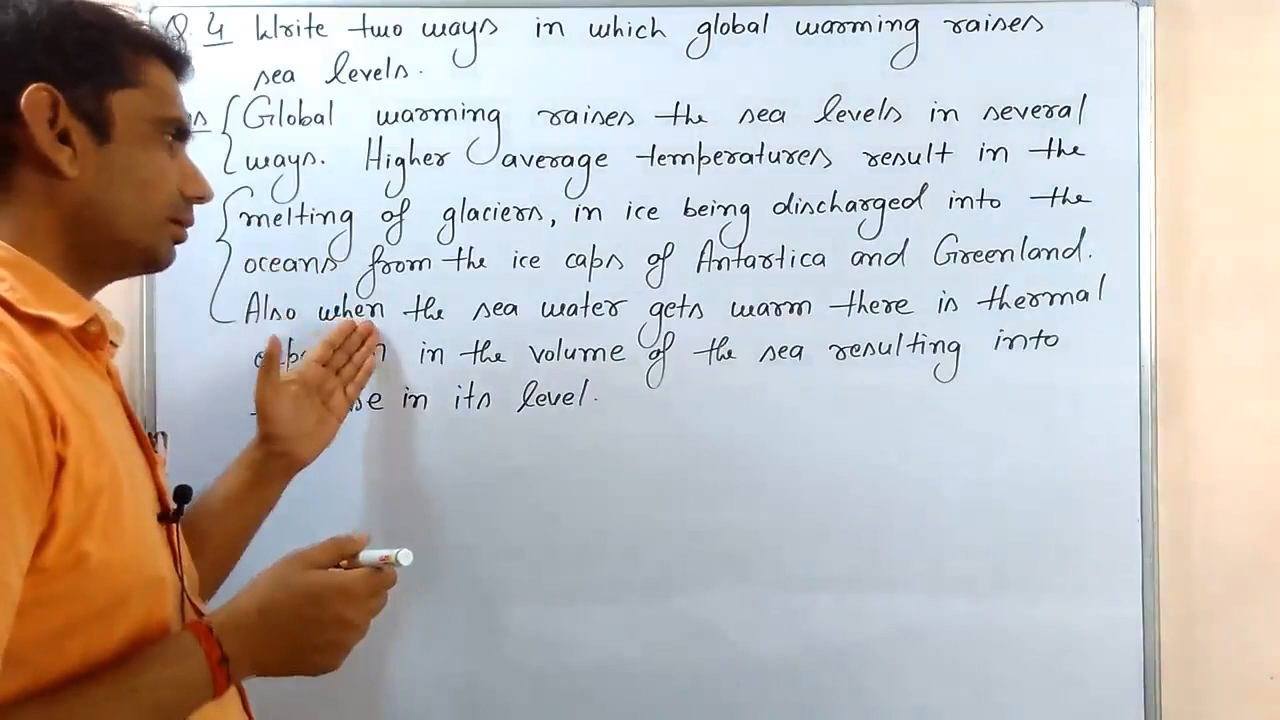 Q. 4 Write two ways in which global warming raises
sea levels.
Global warming raises the sea levels in several
ways. Higher average temperatures result in the
melting of glaciers, in ice being discharged into the
oceans from the ice caps of Antartica and Greenland.
Also when the sea water gets warm there is thermal
in the volume of the sea resulting into
in its level.